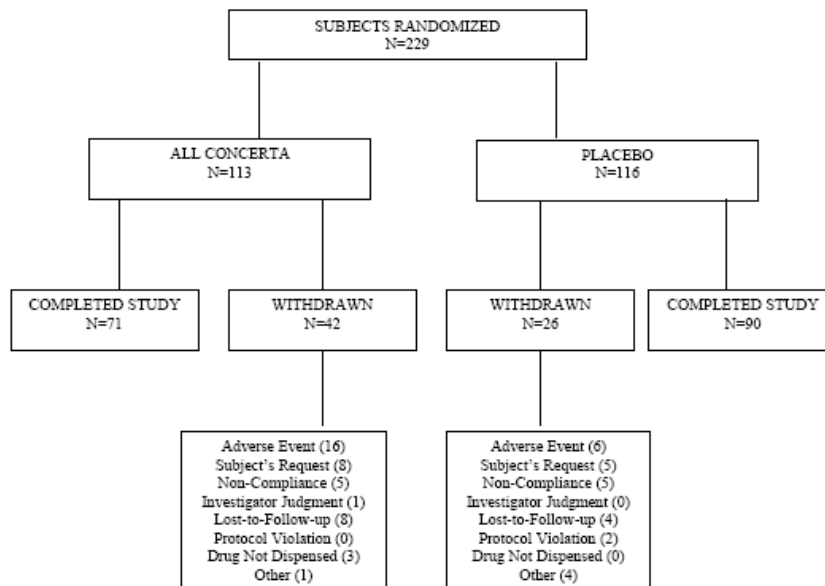 SUBJECTS RANDOMIZED
N=229
ALL CONCERTA
N=113
PLACEBO
N=116
COMPLETED STUDY
N=71
WITHDRAWN
N=42
WITHDRAWN
N=26
COMPLETED STUDY
N=90
Adverse Event (16)
Subject's Request (8)
Non-Compliance (5)
Investigator Judgment (1)
Lost-to-Follow-up (8)
Protocol Violation (0)
Drug Not Dispensed (3)
Other (1)
Adverse Event (6)
Subject's Request (5)
Non-Compliance (5)
Investigator Judgment (0)
Lost-to-Follow-up (4)
Protocol Violation (2)
Drug Not Dispensed (0)
Other (4)